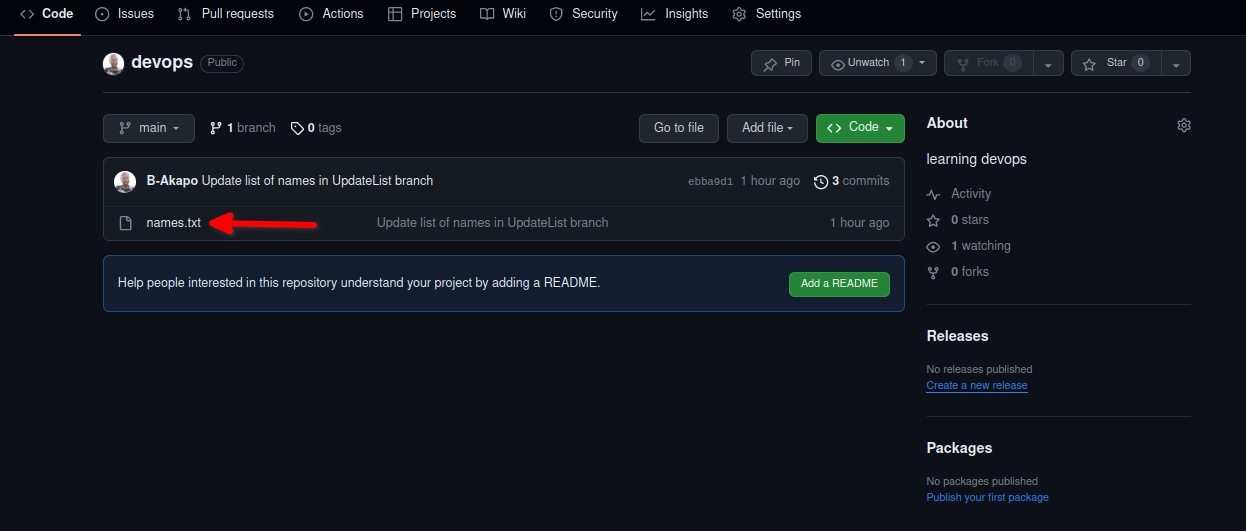 Code Issues Pull requests Actions Projects Wiki Security Insights Settings
devops Public Pin Unwatch 1 Fork 0 Star 0
main 1 branch 0 tags Go to file Add file Code
B-Akapo Update list of names in UpdateList branch ebba9d1 1 hour ago 3 commits
names.txt Update list of names in UpdateList branch 1 hour ago
Help people interested in this repository understand your project by adding a README. Add a README
About
learning devops
Activity
0 stars
1 watching
0 forks
Releases
No releases published
Create a new release
Packages
No packages published
Publish your first package